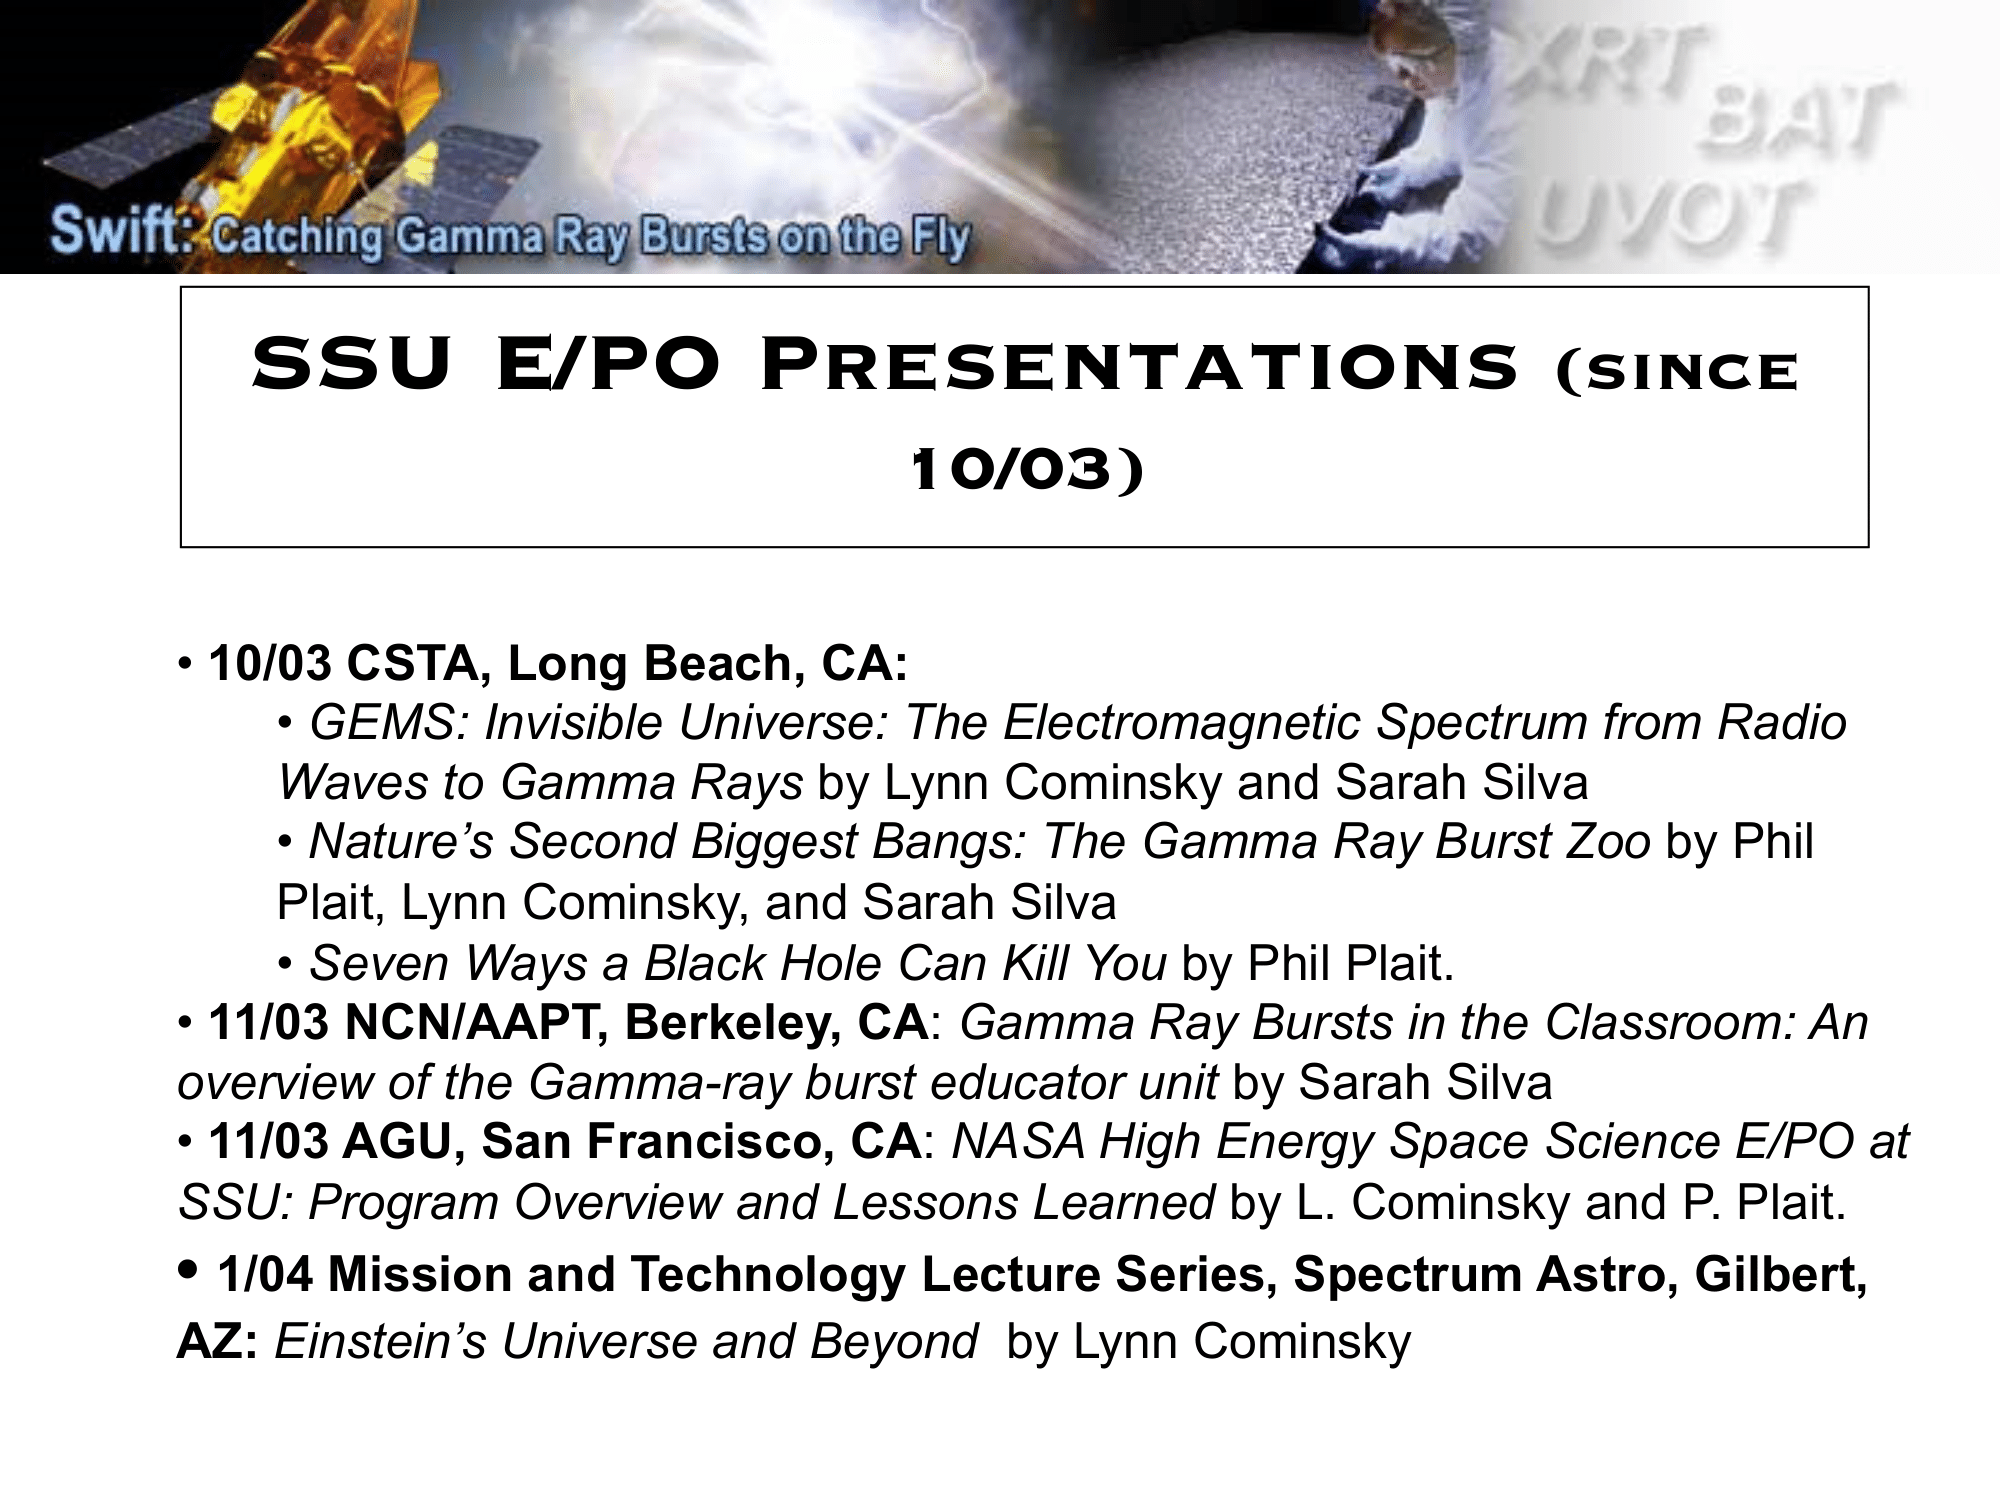 XRT
BAT
UVOT
Swift: Catching Gamma Ray Bursts on the Fly
SSU E/PO Presentations (since
10/03)
• 10/03 CSTA, Long Beach, CA:
• GEMS: Invisible Universe: The Electromagnetic Spectrum from Radio
Waves to Gamma Rays by Lynn Cominsky and Sarah Silva
• Nature’s Second Biggest Bangs: The Gamma Ray Burst Zoo by Phil
Plait, Lynn Cominsky, and Sarah Silva
• Seven Ways a Black Hole Can Kill You by Phil Plait.
• 11/03 NCN/AAPT, Berkeley, CA: Gamma Ray Bursts in the Classroom: An
overview of the Gamma-ray burst educator unit by Sarah Silva
• 11/03 AGU, San Francisco, CA: NASA High Energy Space Science E/PO at
SSU: Program Overview and Lessons Learned by L. Cominsky and P. Plait.
• 1/04 Mission and Technology Lecture Series, Spectrum Astro, Gilbert,
AZ: Einstein’s Universe and Beyond by Lynn Cominsky